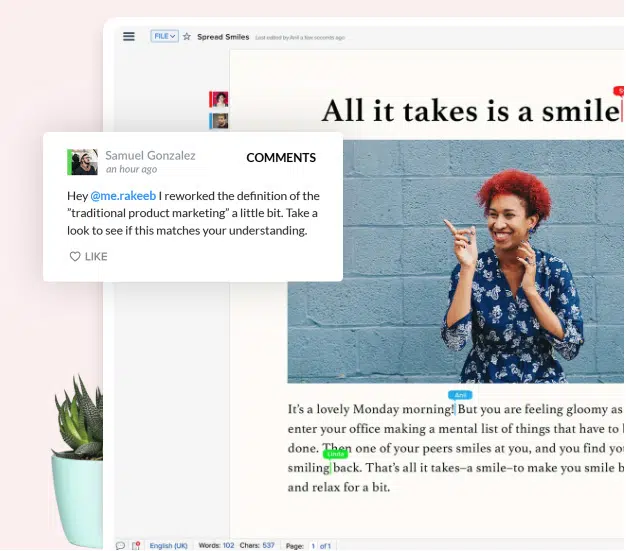 FILE
Spread Smiles
Last edited by Anil a few seconds ago
All it takes is a smile
Samuel Gonzalez
COMMENTS
an hour ago
Hey @me.rakeeb I reworked the definition of the
"traditional product marketing" a little bit. Take a
look to see if this matches your understanding.
LIKE
Anil
It's a lovely Monday morning! But you are feeling gloomy as
enter your office making a mental list of things that have to
done. Then one of your peers smiles at you, and you find you
Linda
smiling back. That's all it takes–a smile–to make you smile
and relax for a bit.
English (UK) Words: 102 Chars: 537 Page: 1 of 1